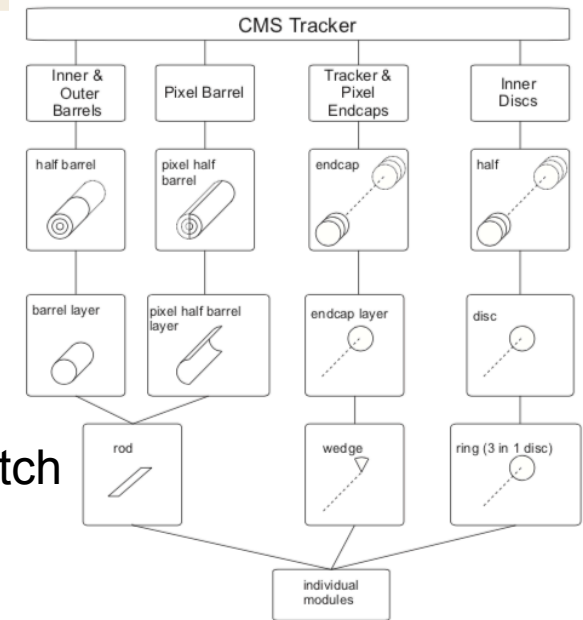 CMS Tracker
Inner &
Outer
Barrels
Pixel Barrel
Tracker &
Pixel
Endcaps
Inner
Discs
half barrel
pixel half
barrel
endcap
half
barrel layer
pixel half barrel
layer
endcap layer
disc
tch
rod
wedge
ring (3 in 1 disc)
individual
modules